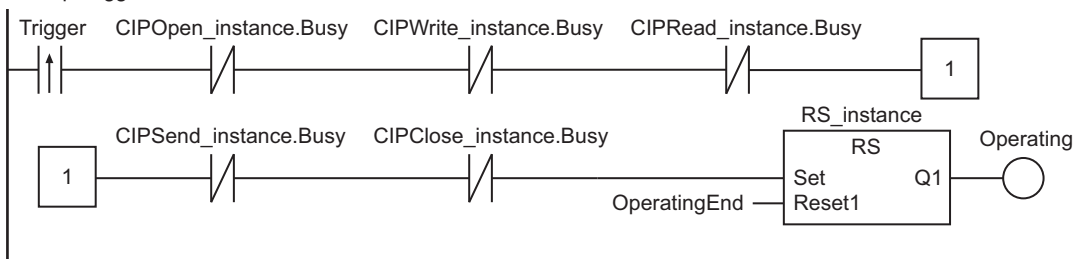 Trigger CIPOpen_instance.Busy CIPWrite_instance.Busy CIPRead_instance.Busy
1
RS_instance
CIPSend_instance.Busy CIPClose_instance.Busy RS Operating
1 Set Q1
OperatingEnd Reset1